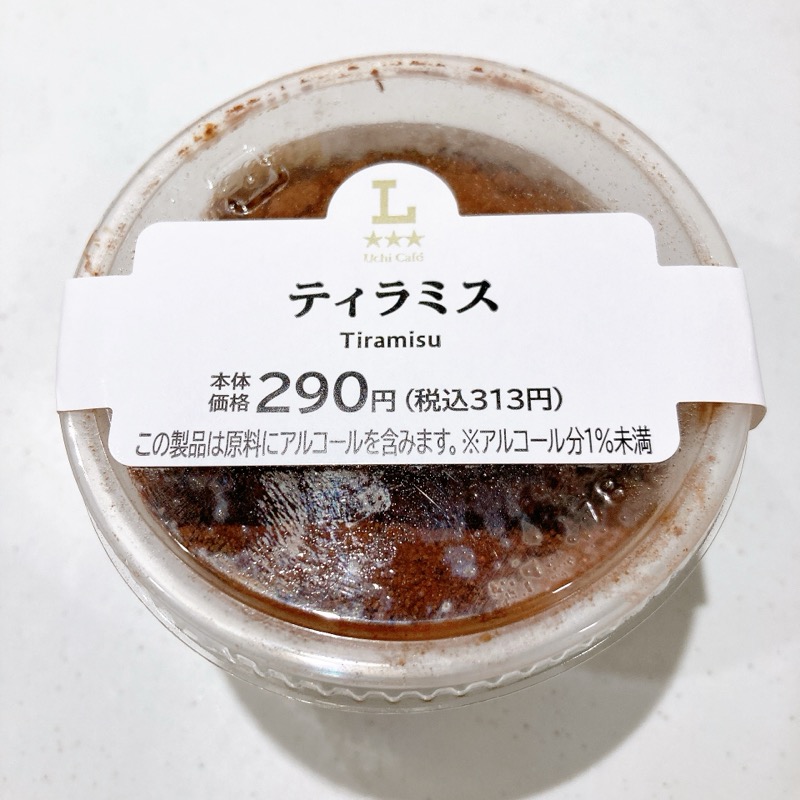 L
★★★
Uchi Café
ティラミス
Tiramisu
本体価格290円(税込313円)
この製品は原料にアルコールを含みます。※アルコール分1%未満